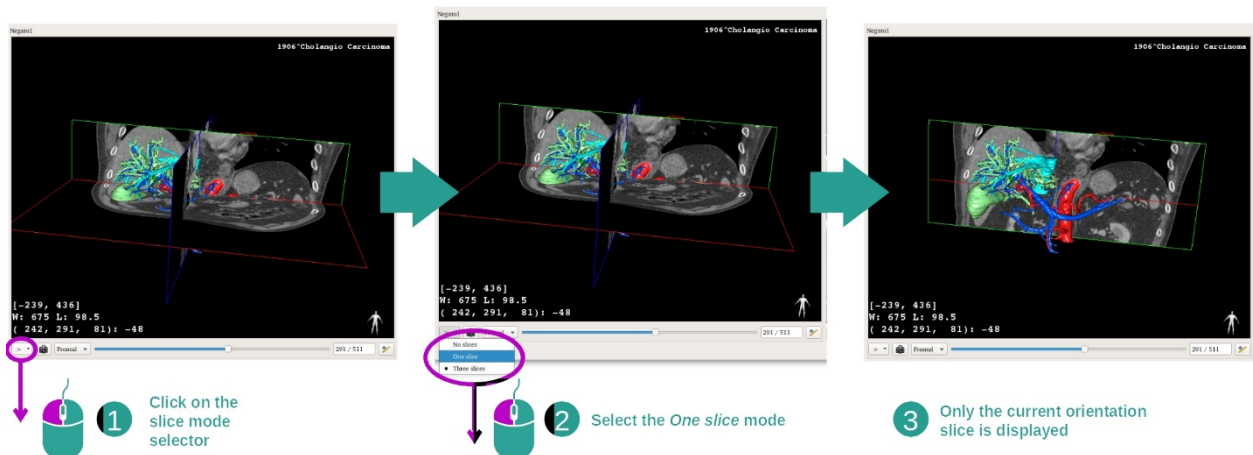 Negato1
1906^Cholangio Carcinoma
[-239, 436]
W: 675 L: 98.5
( 242, 291, 81): -48
> Frontal 291 / 511
1 Click on the
slice mode
selector
Negato1
1906^Cholangio Carcinoma
[-239, 436]
W: 675 L: 98.5
( 242, 291, 81): -48
291 / 511
No slices
One slice
Three slices
2 Select the One slice mode
Negato1
1906^Cholangio Carcinoma
[-239, 436]
W: 675 L: 98.5
( 242, 291, 81): -48
> Frontal 291 / 511
3 Only the current orientation
slice is displayed